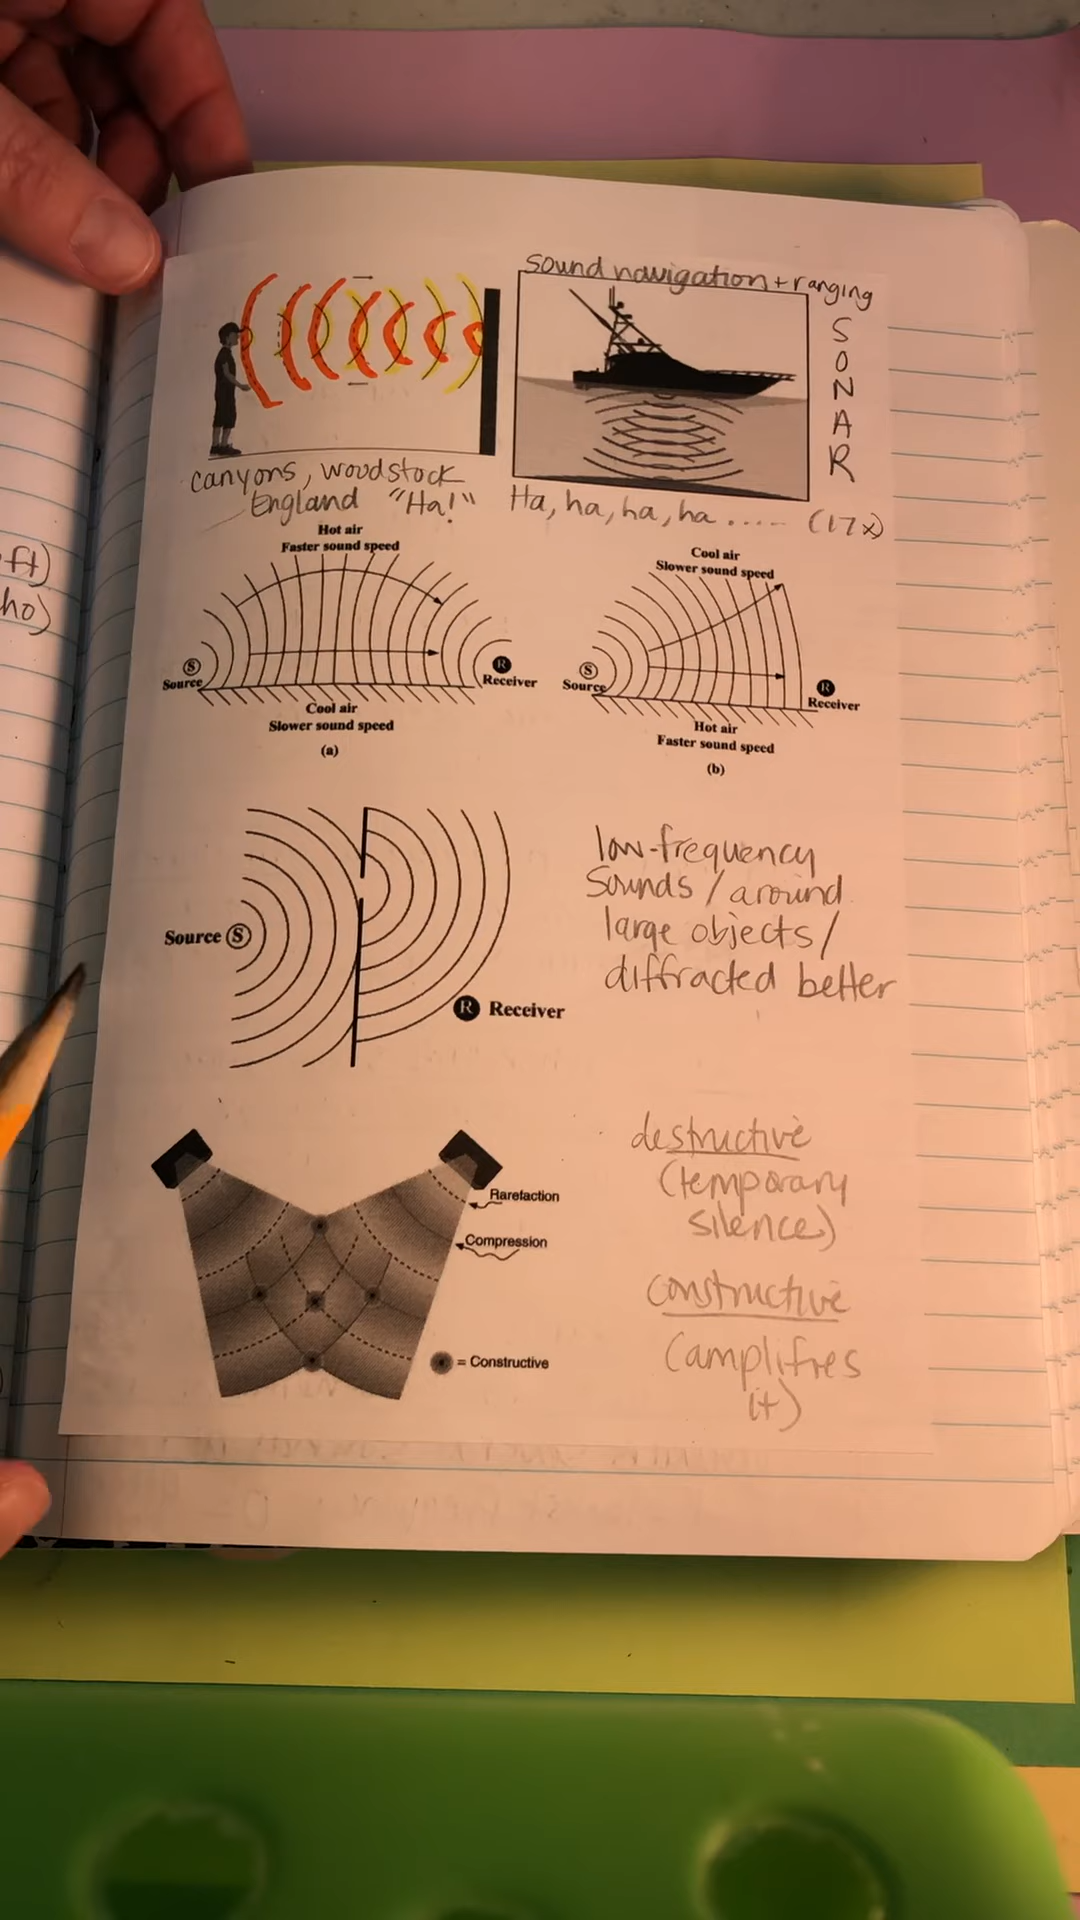 ft)
ho)
sound navigation + ranging
S
O
N
A
R
canyons, woodstock
England "Ha!"
Ha, ha, ha, ha ..... (17x)
Hot air
Faster sound speed
S
Source
R
Receiver
Cool air
Slower sound speed
(a)
Cool air
Slower sound speed
S
Source
R
Receiver
Hot air
Faster sound speed
(b)
Source S
R Receiver
low-frequency
sounds / around
large objects /
diffracted better
Rarefaction
Compression
= Constructive
destructive
(temporary
silence)
constructive
(amplifies
it)